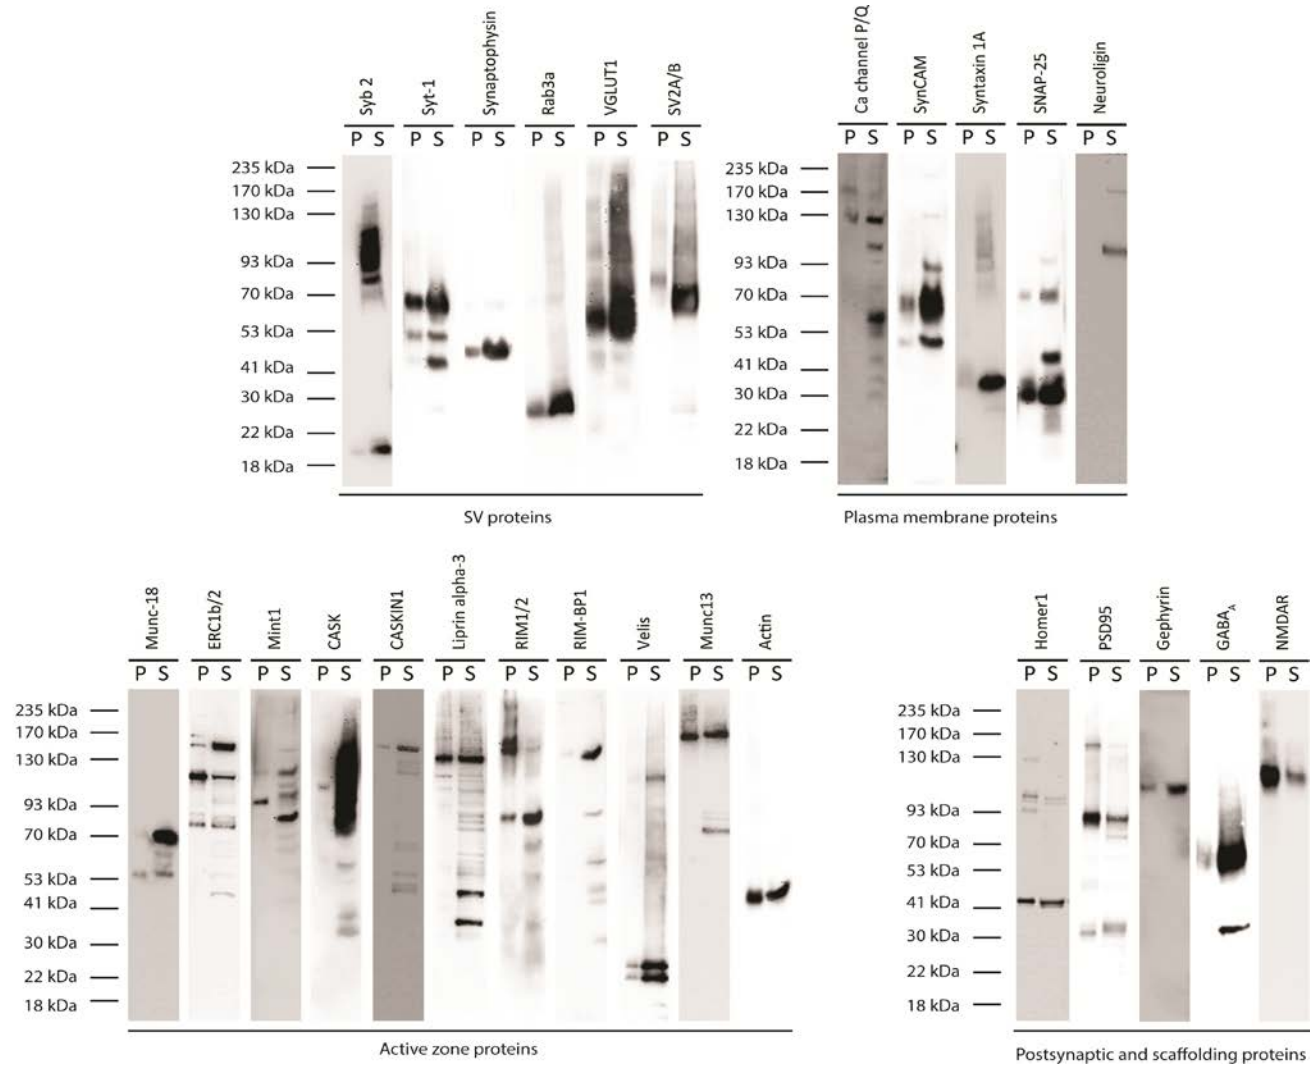 Syb 2 Syt-1 Synaptophysin Rab3a VGLUT1 SV2A/B
P S P S P S P S P S P S
235 kDa
170 kDa
130 kDa
93 kDa
70 kDa
53 kDa
41 kDa
30 kDa
22 kDa
18 kDa
SV proteins
Ca channel P/Q SynCAM Syntaxin 1A SNAP-25 Neuroligin
P S P S P S P S P S
235 kDa
170 kDa
130 kDa
93 kDa
70 kDa
53 kDa
41 kDa
30 kDa
22 kDa
18 kDa
Plasma membrane proteins
Munc-18 ERC1b/2 Mint1 CASK CASKIN1 Liprin alpha-3 RIM1/2 RIM-BP1 Velis Munc13 Actin
P S P S P S P S P S P S P S P S P S P S P S
235 kDa
170 kDa
130 kDa
93 kDa
70 kDa
53 kDa
41 kDa
30 kDa
22 kDa
18 kDa
Active zone proteins
Homer1 PSD95 Gephyrin GABAA NMDAR
P S P S P S P S P S
235 kDa
170 kDa
130 kDa
93 kDa
70 kDa
53 kDa
41 kDa
30 kDa
22 kDa
18 kDa
Postsynaptic and scaffolding proteins